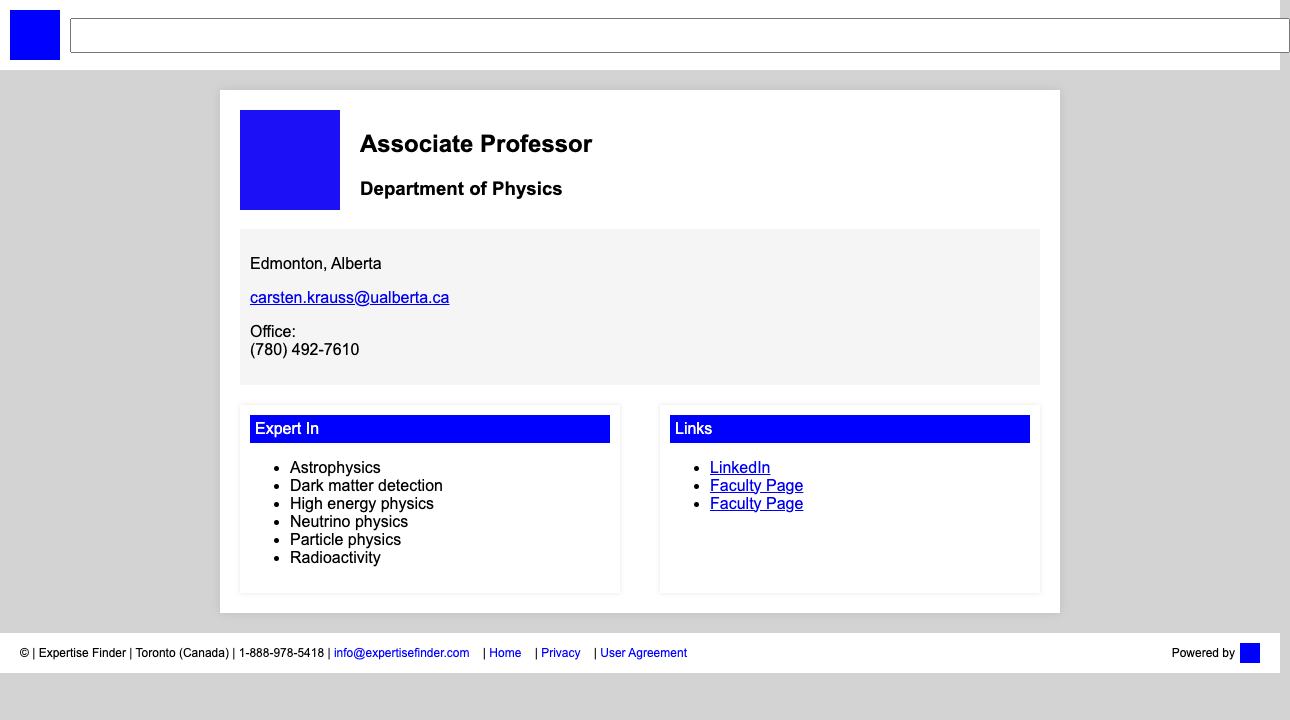 Associate Professor
Department of Physics
Edmonton, Alberta
carsten.krauss@ualberta.ca
Office:
(780) 492-7610
Expert In
Astrophysics
Dark matter detection
High energy physics
Neutrino physics
Particle physics
Radioactivity
Links
LinkedIn
Faculty Page
Faculty Page
© | Expertise Finder | Toronto (Canada) | 1-888-978-5418 | info@expertisefinder.com | Home | Privacy | User Agreement
Powered by